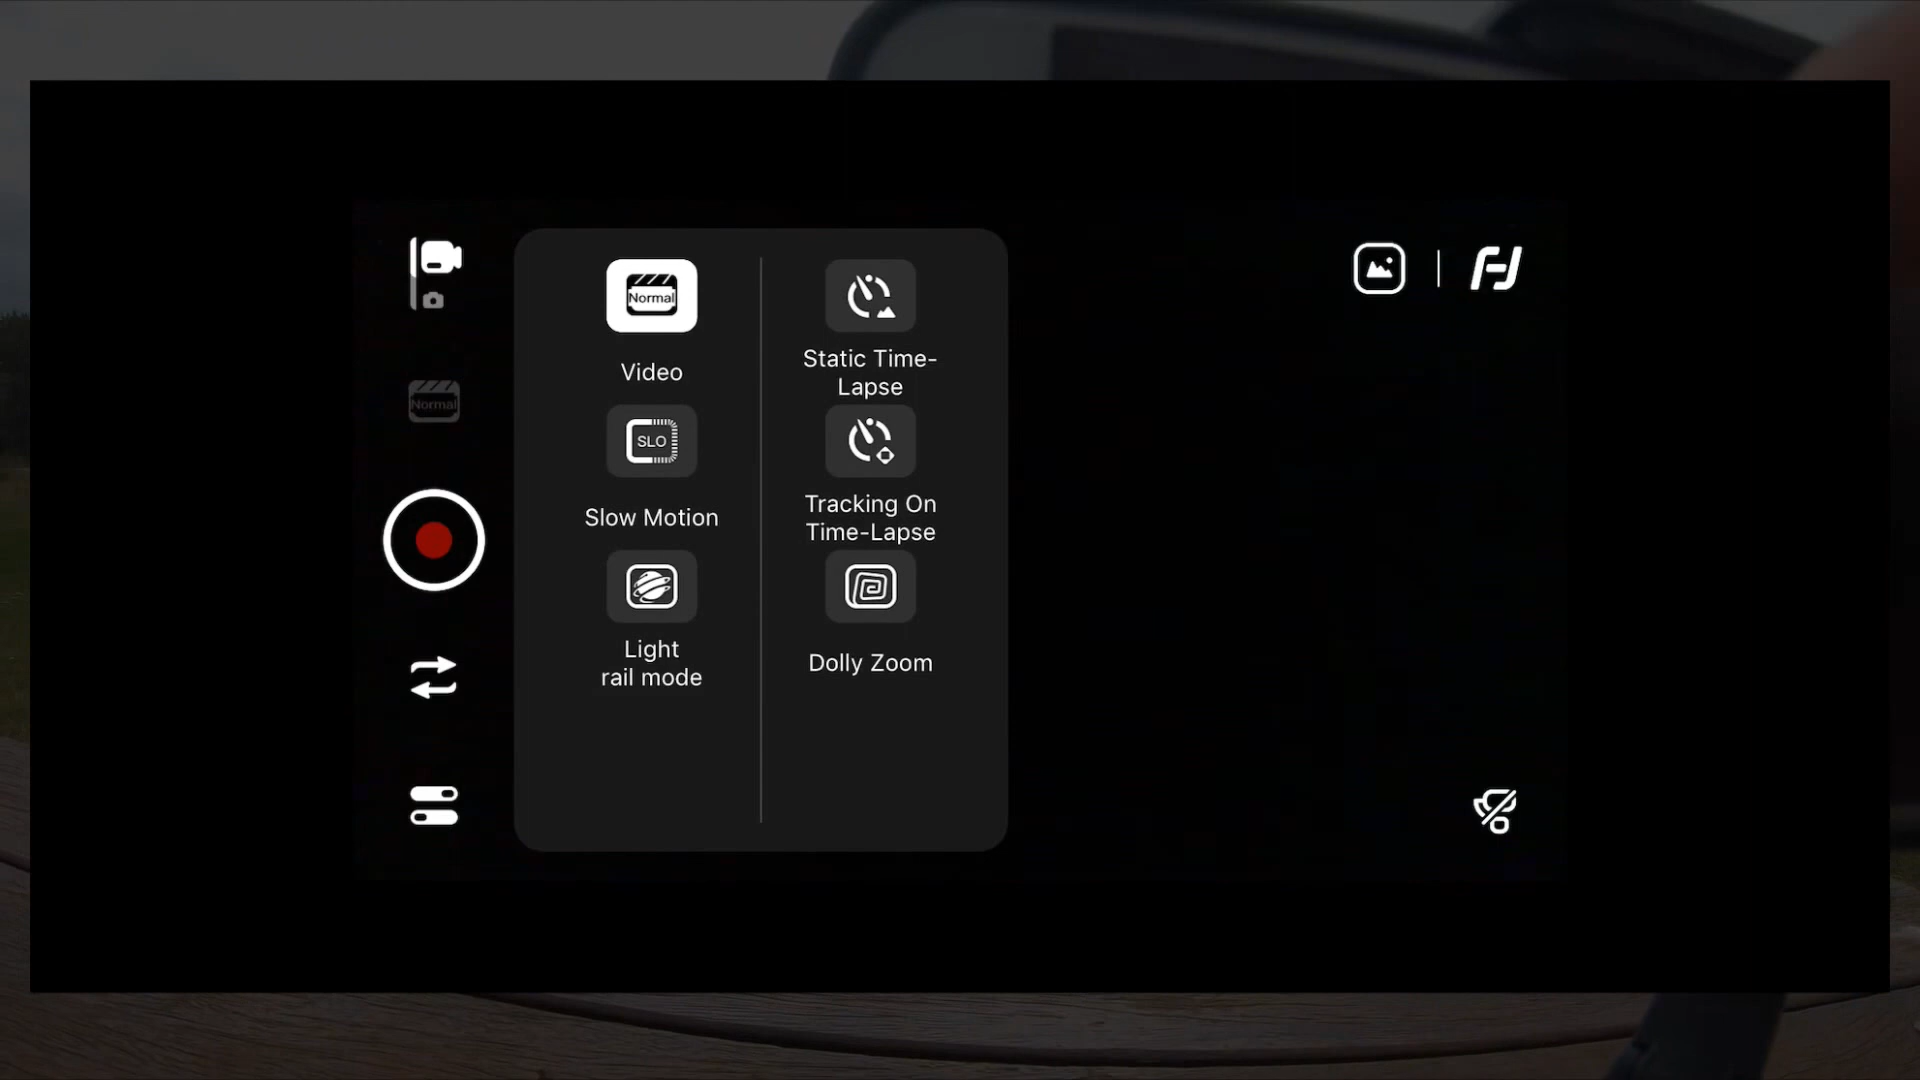 Normal
Normal
Video
SLO
Slow Motion
Light
rail mode
Static Time-
Lapse
Tracking On
Time-Lapse
Dolly Zoom